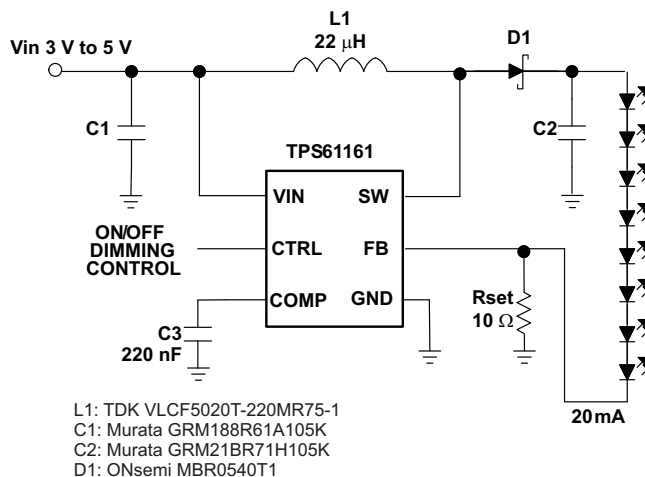 L1
22 μH
D1
Vin 3 V to 5 V
C1
C2
TPS61161
VIN
SW
ON/OFF
DIMMING
CONTROL
CTRL
FB
COMP
GND
Rset
10 Ω
C3
220 nF
20mA
L1: TDK VLCF5020T-220MR75-1
C1: Murata GRM188R61A105K
C2: Murata GRM21BR71H105K
D1: ONsemi MBR0540T1